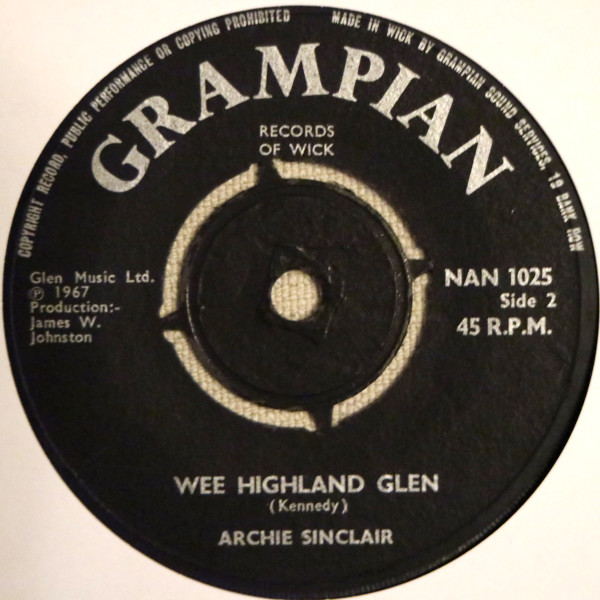 COPYRIGHT RECORD, PUBLIC PERFORMANCE OR COPYING PROHIBITED
MADE IN WICK BY GRAMPIAN SOUND SERVICES, 19 BANK ROW
GRAMPIAN
RECORDS
OF WICK
Glen Music Ltd.
℗ 1967
Production:-
James W.
Johnston
NAN 1025
Side 2
45 R.P.M.
WEE HIGHLAND GLEN
(Kennedy)
ARCHIE SINCLAIR